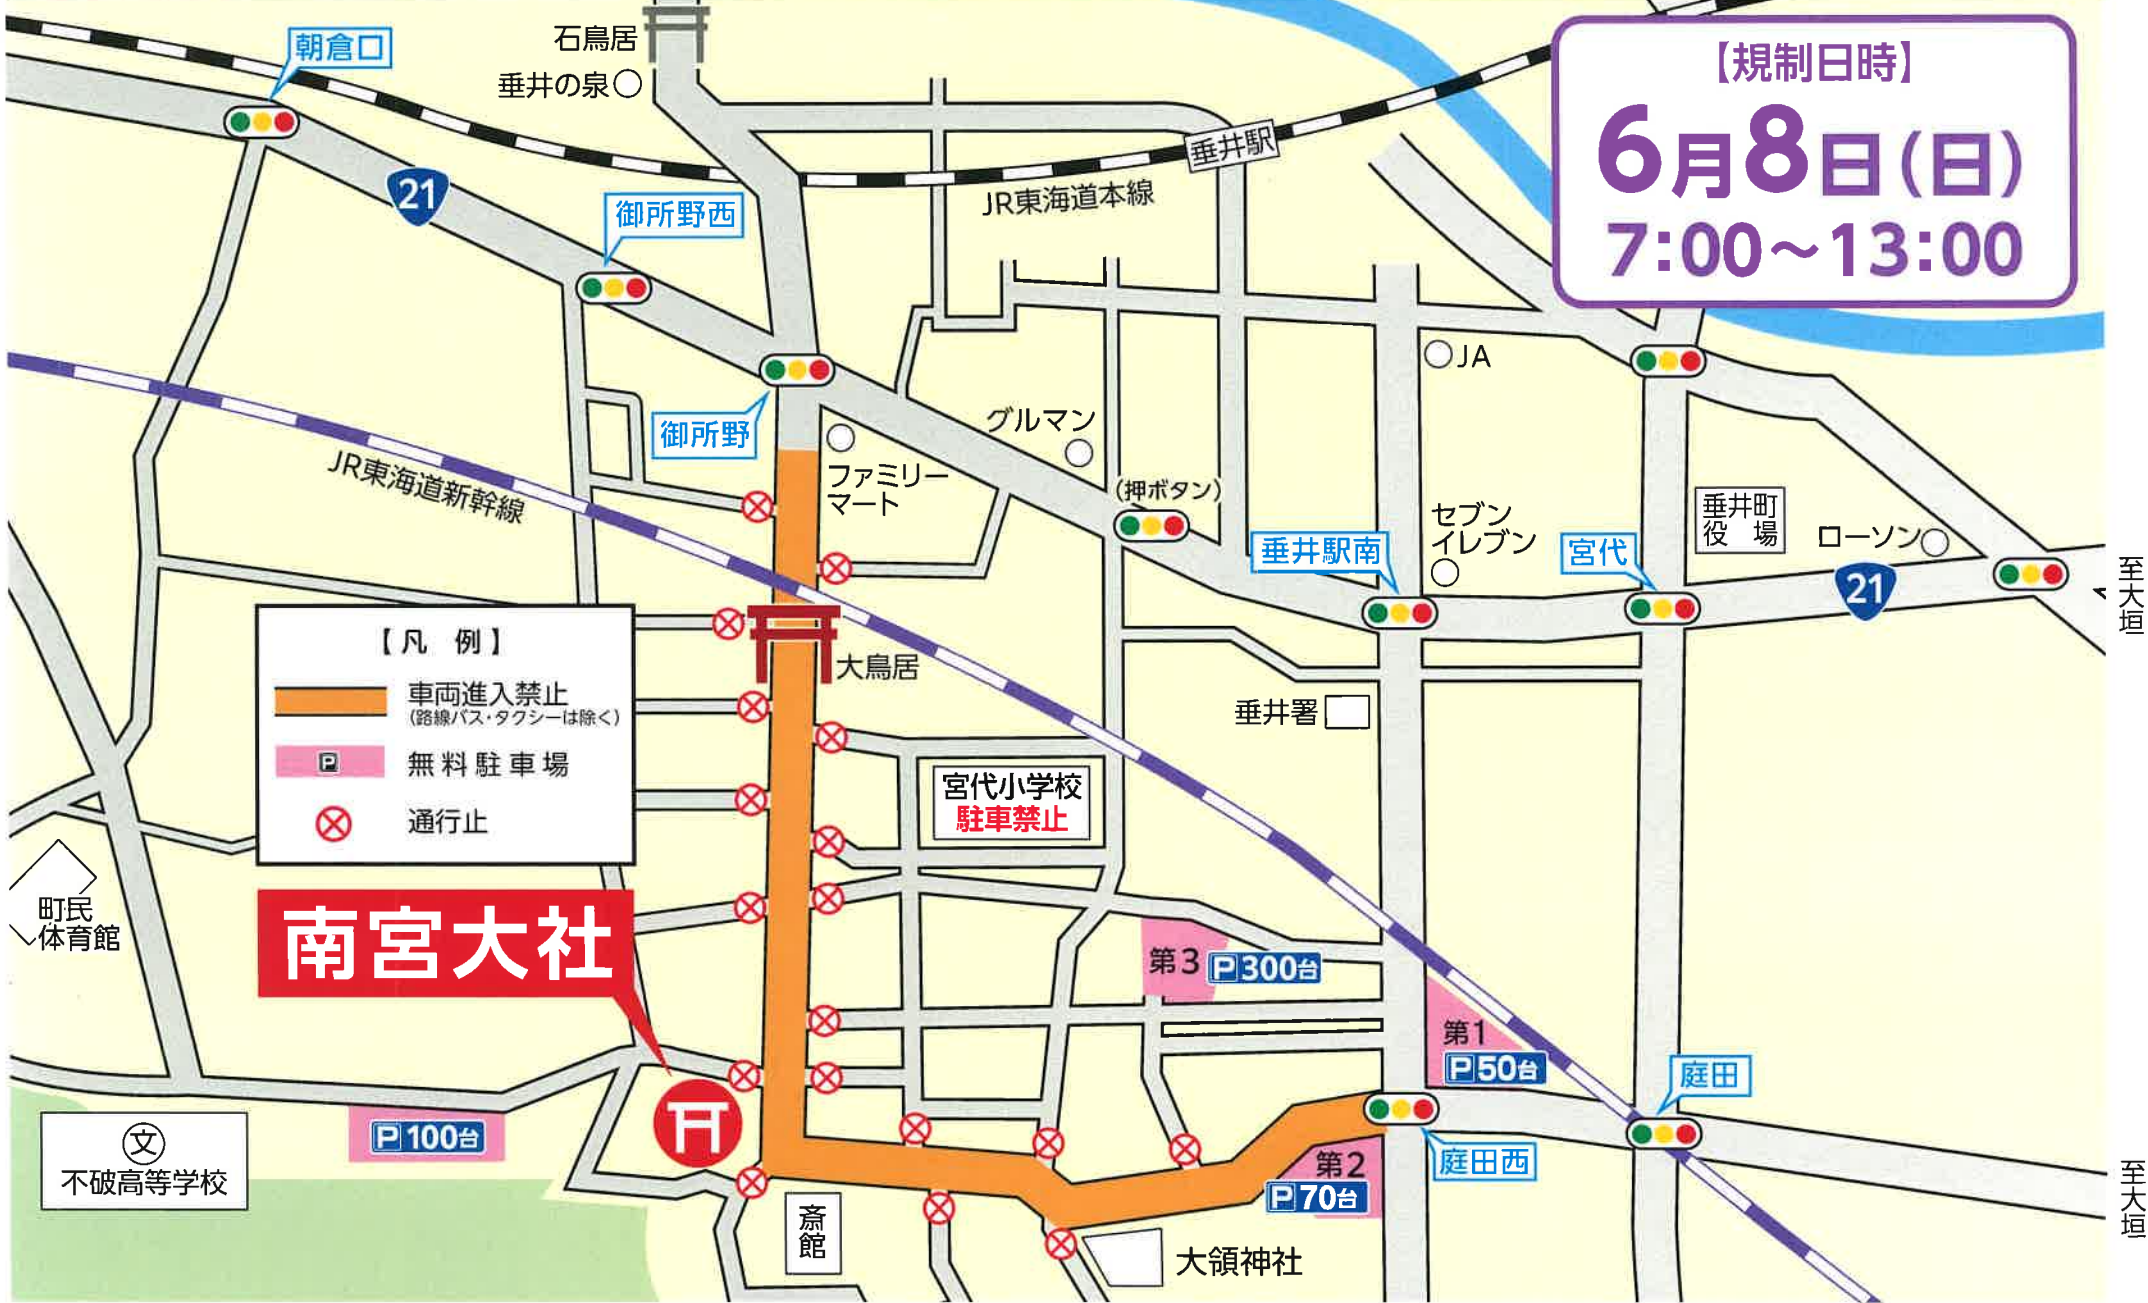 石鳥居
垂井の泉
朝倉口
21
御所野西
垂井駅
JR東海道本線
【規制日時】
6月8日(日)
7:00～13:00
JA
御所野
グルマン
ファミリー
マート
JR東海道新幹線
(押ボタン)
垂井駅南
セブン
イレブン
宮代
垂井町
役 場
ローソン
21
至大垣
【凡 例】
車両進入禁止
(路線バス・タクシーは除く)
P 無料駐車場
通行止
大鳥居
垂井署
宮代小学校
駐車禁止
町民
体育館
南宮大社
第3
P300台
第1
P50台
庭田
文
不破高等学校
P100台
第2
P70台
庭田西
斎館
大領神社
至大垣